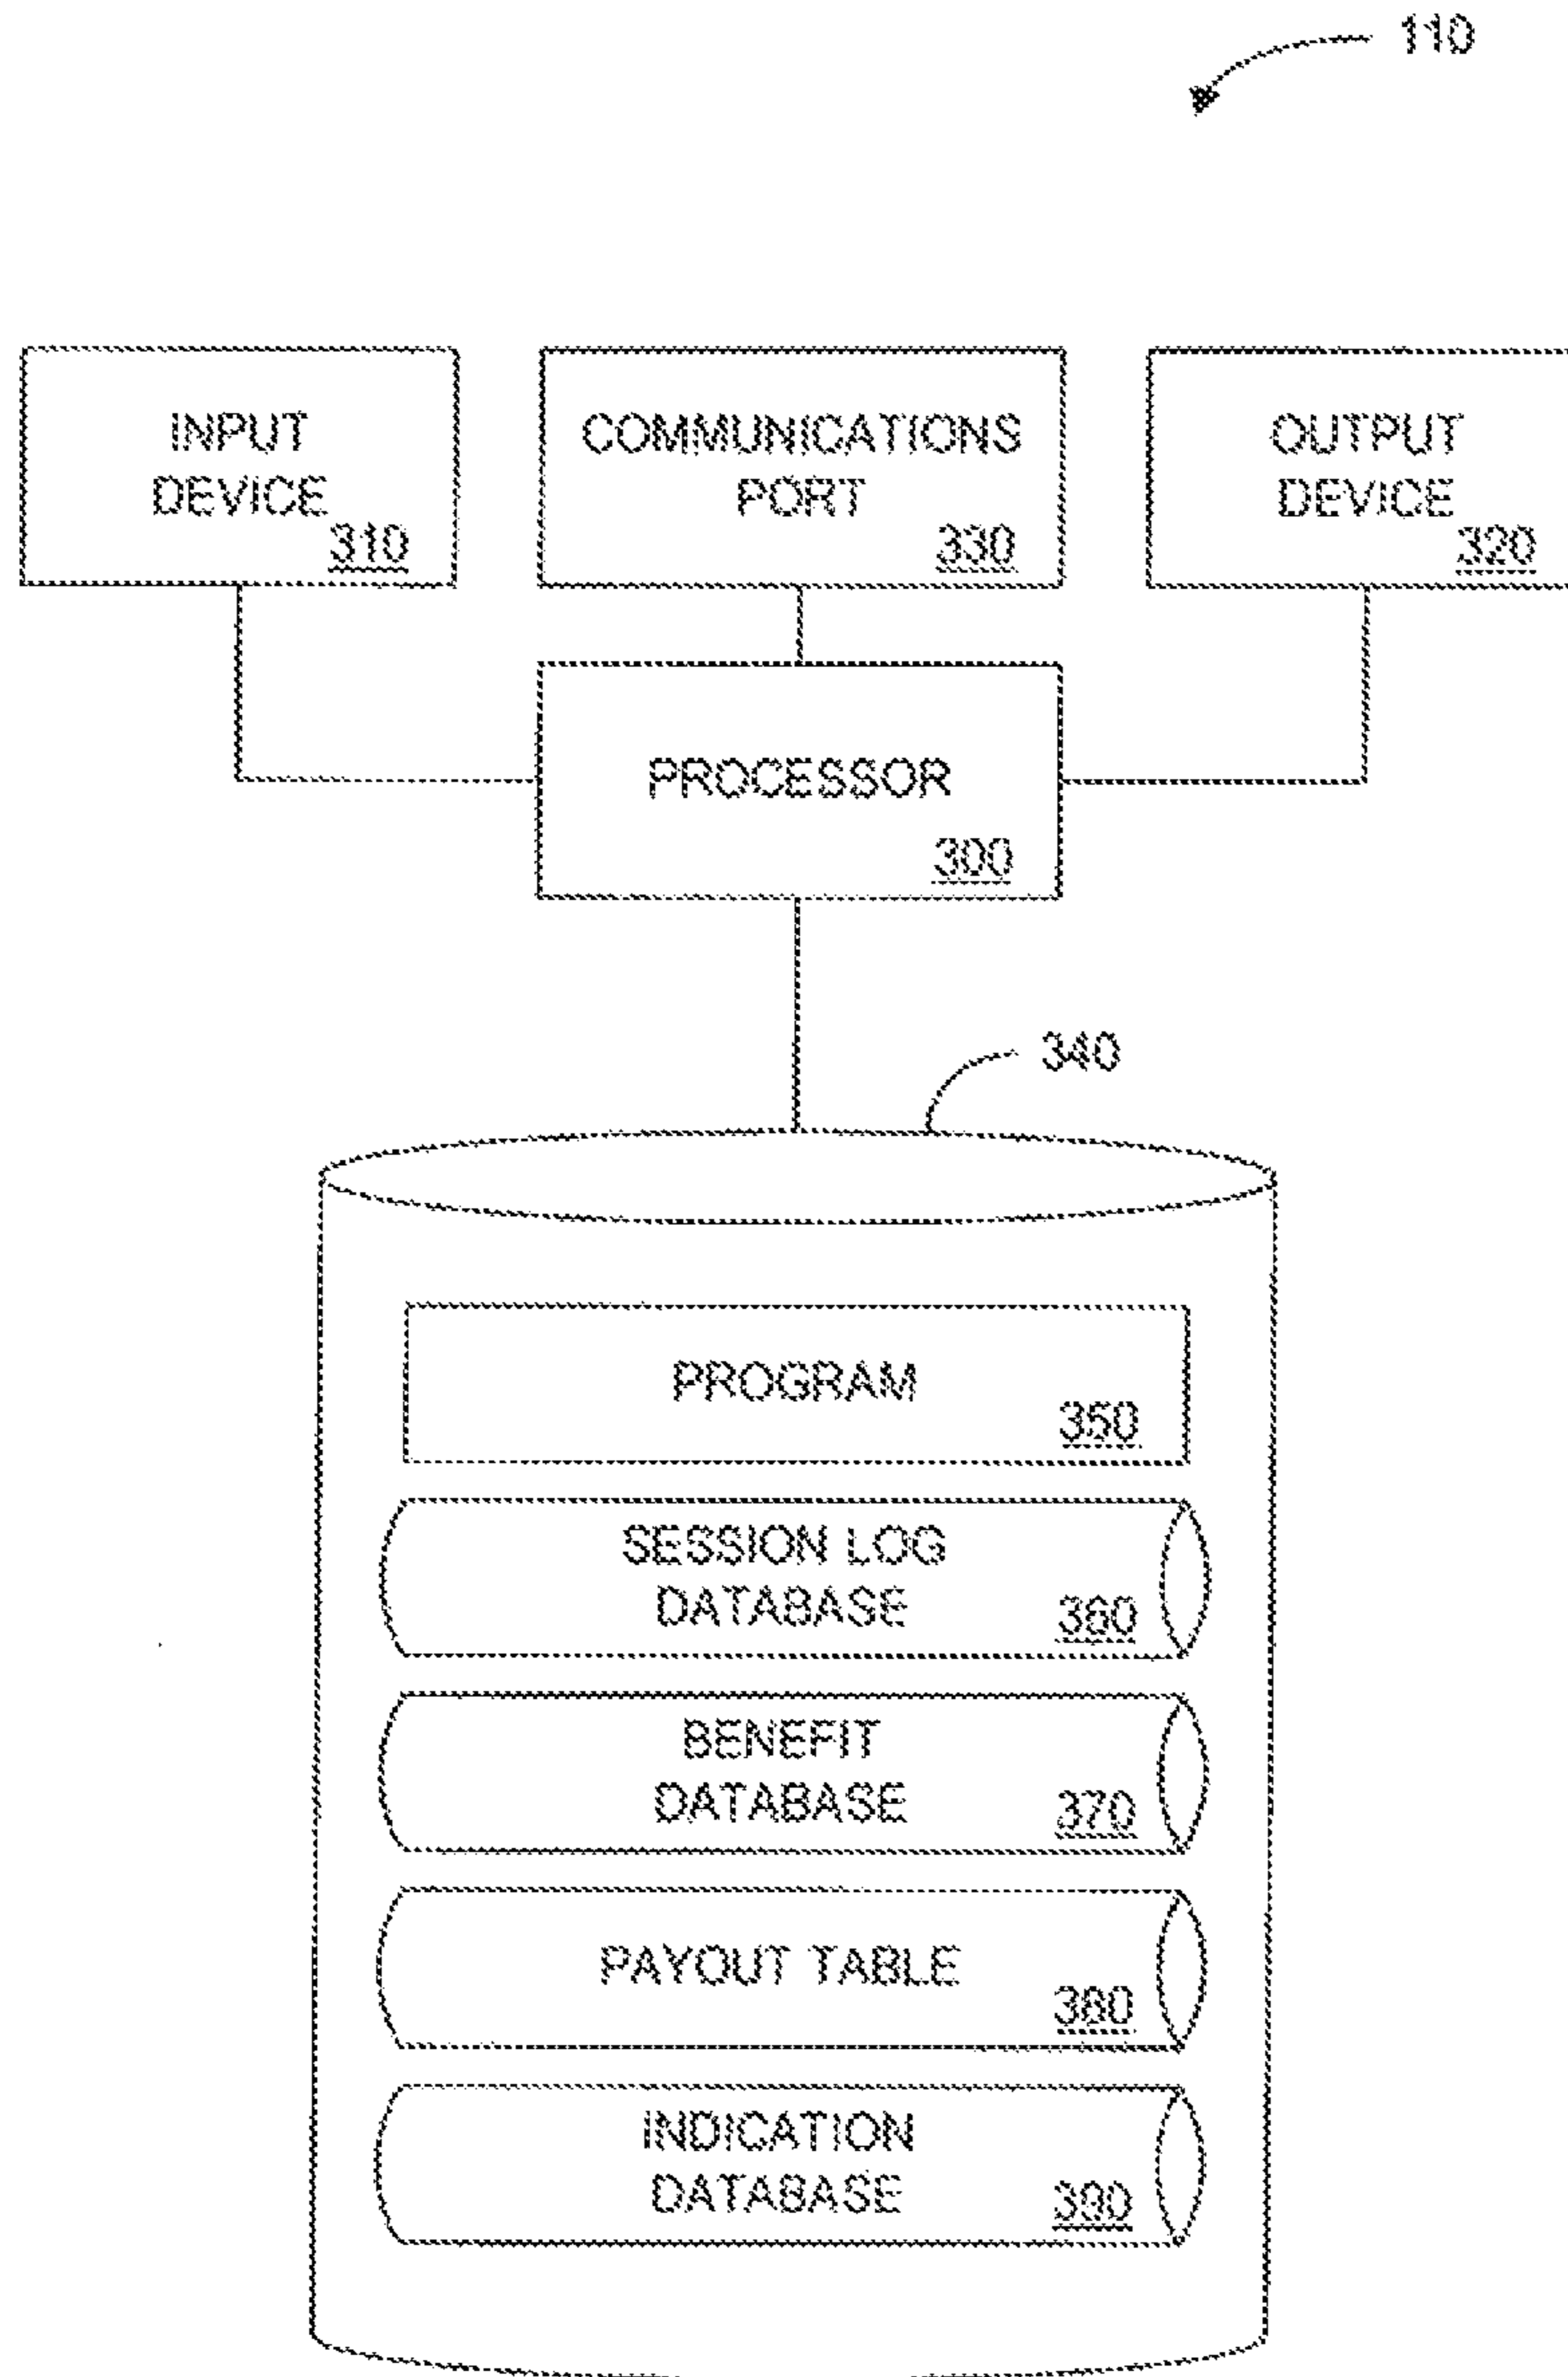 110
INPUT
DEVICE
310
COMMUNICATIONS
PORT
330
OUTPUT
DEVICE
320
PROCESSOR
300
340
PROGRAM
350
SESSION LOG
DATABASE
360
BENEFIT
DATABASE
370
PAYOUT TABLE
380
INDICATION
DATABASE
390